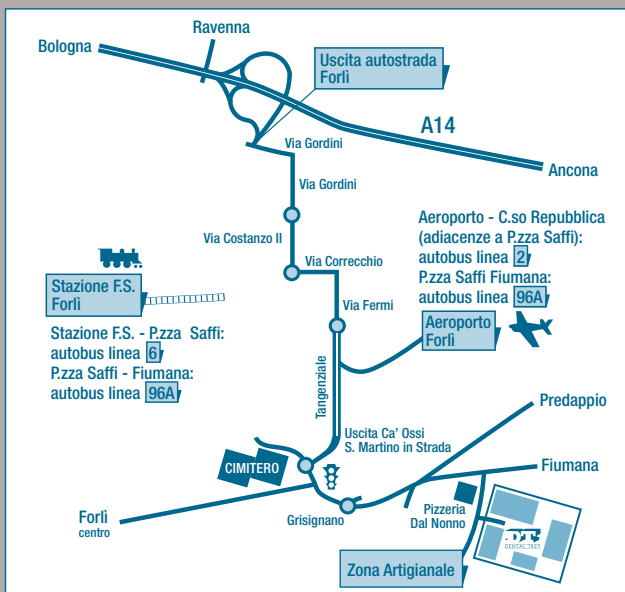 Ravenna
Bologna
Uscita autostrada
Forlì
A14
Via Gordini
Ancona
Via Gordini
Via Costanzo II
Aeroporto - C.so Repubblica
(adiacenze a P.zza Saffi):
autobus linea 2
P.zza Saffi Fiumana:
autobus linea 96A
Via Correcchio
Stazione F.S.
Forlì
Via Fermi
Aeroporto
Forlì
Stazione F.S. - P.zza Saffi:
autobus linea 6
P.zza Saffi - Fiumana:
autobus linea 96A
Tangenziale
Predappio
Uscita Ca' Ossi
S. Martino in Strada
CIMITERO
Fiumana
Pizzeria
Dal Nonno
Grisignano
Forlì
centro
D.T.
DENTAL TREY
Zona Artigianale